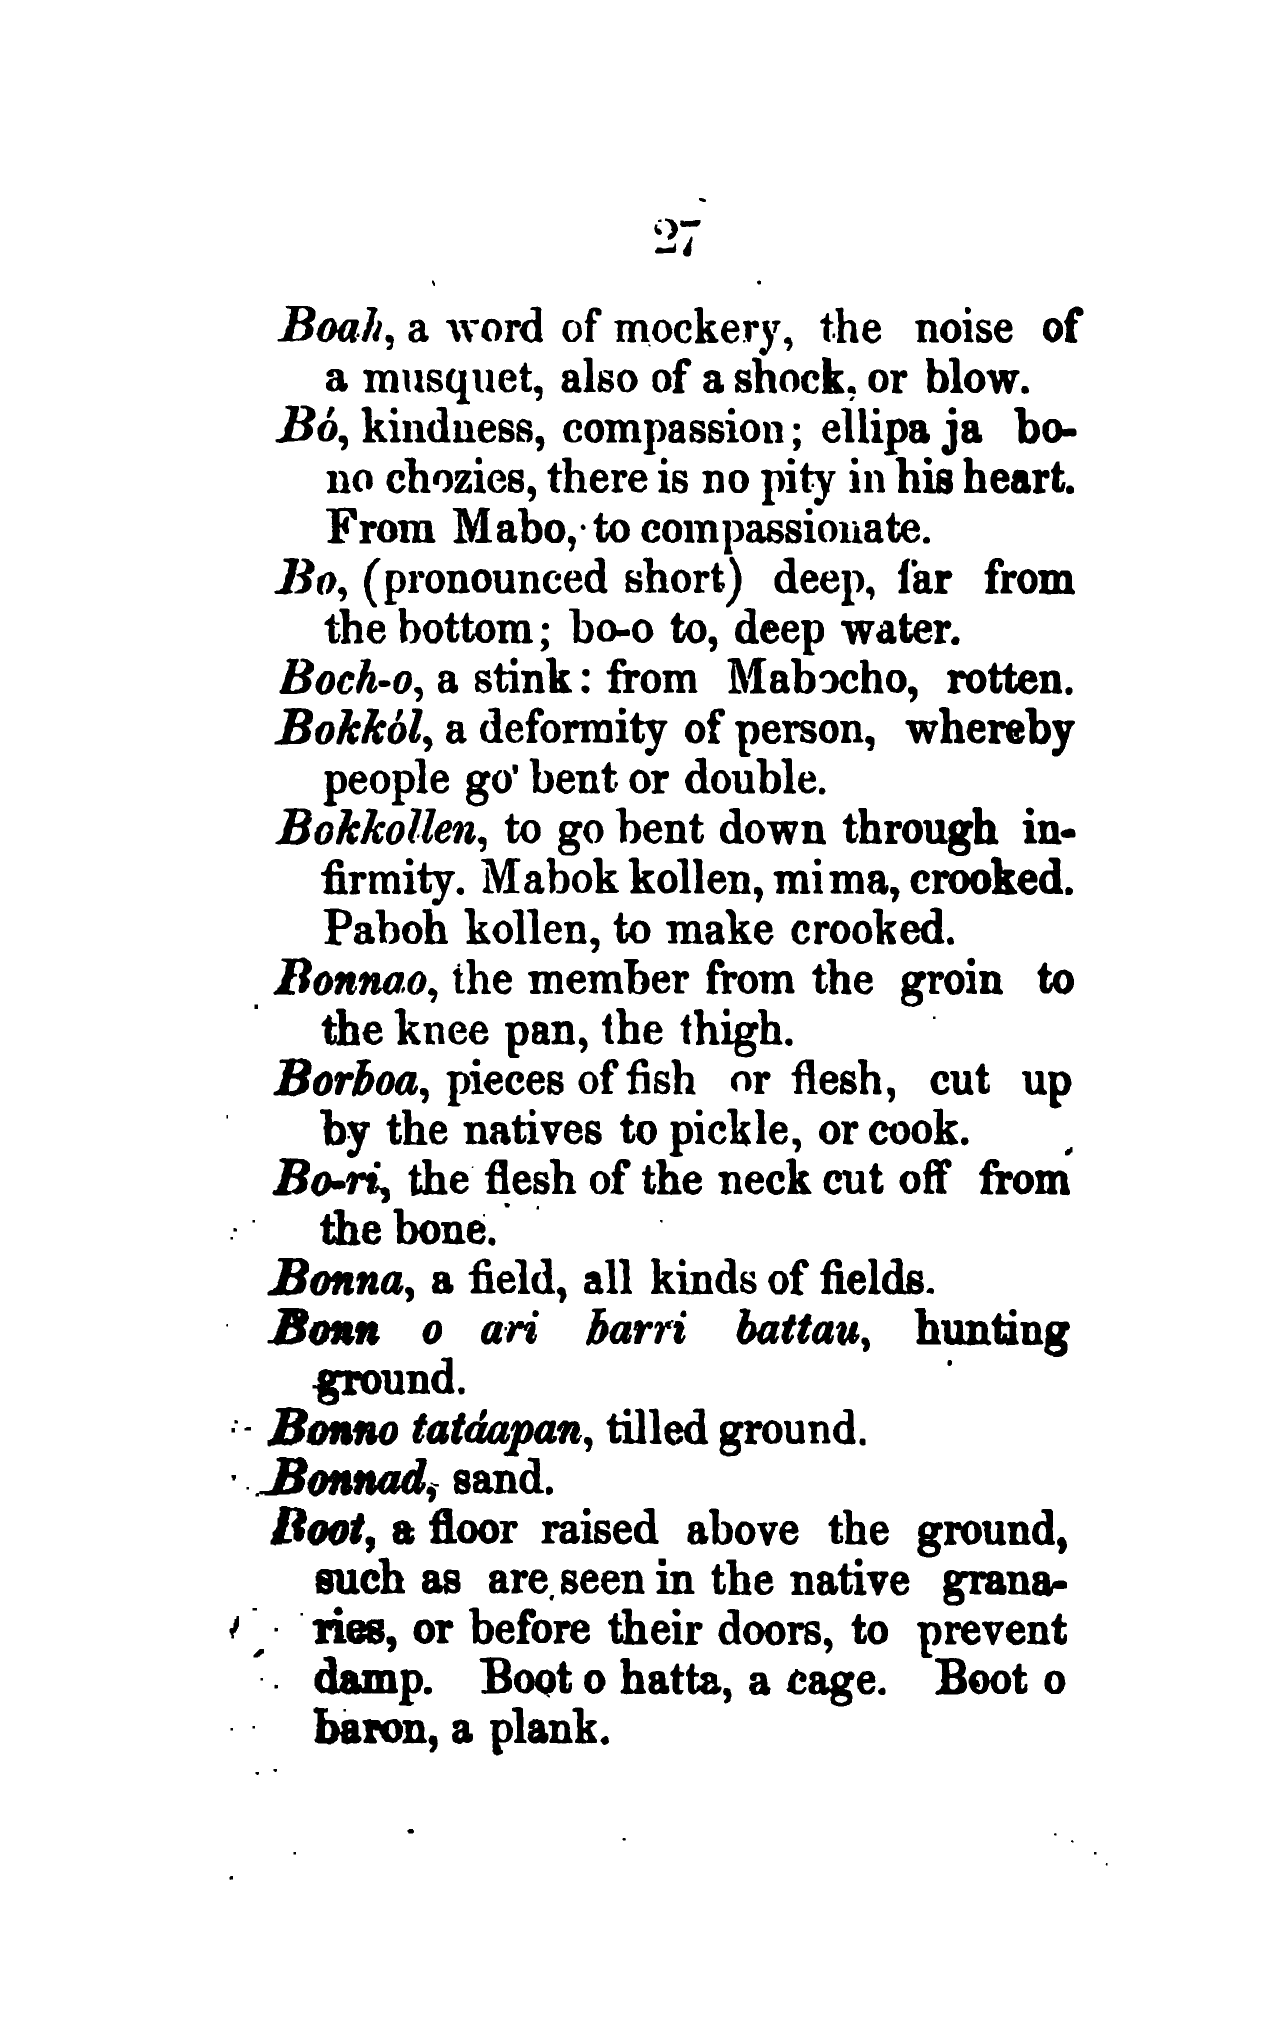 27
Boah, a word of mockery, the noise of
a musquet, also of a shock, or blow.
Bó, kindness, compassion; ellipa ja bo-
no chozies, there is no pity in his heart.
From Mabo, to compassionate.
Bo, (pronounced short) deep, far from
the bottom; bo-o to, deep water.
Boch-o, a stink: from Mabocho, rotten.
Bokkól, a deformity of person, whereby
people go' bent or double.
Bokkollen, to go bent down through in-
firmity. Mabok kollen, mi ma, crooked.
Paboh kollen, to make crooked.
Bonnao, the member from the groin to
the knee pan, the thigh.
Borboa, pieces of fish or flesh, cut up
by the natives to pickle, or cook.
Bo-ri, the flesh of the neck cut off from
the bone.
Bonna, a field, all kinds of fields.
Bonn o ari barri battau, hunting
ground.
Bonno tatáapan, tilled ground.
Bonnad, sand.
Boot, a floor raised above the ground,
such as are seen in the native grana-
ries, or before their doors, to prevent
damp. Boot o hatta, a cage. Boot o
baron, a plank.